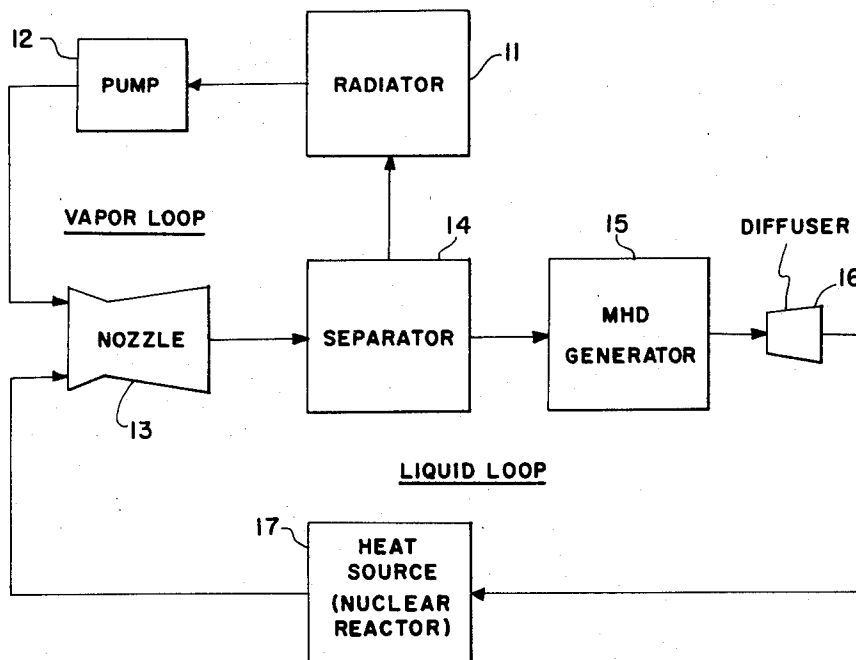 12
PUMP
RADIATOR
11
VAPOR LOOP
14
15
DIFFUSER
16
NOZZLE
SEPARATOR
MHD
GENERATOR
13
LIQUID LOOP
17
HEAT
SOURCE
(NUCLEAR
REACTOR)